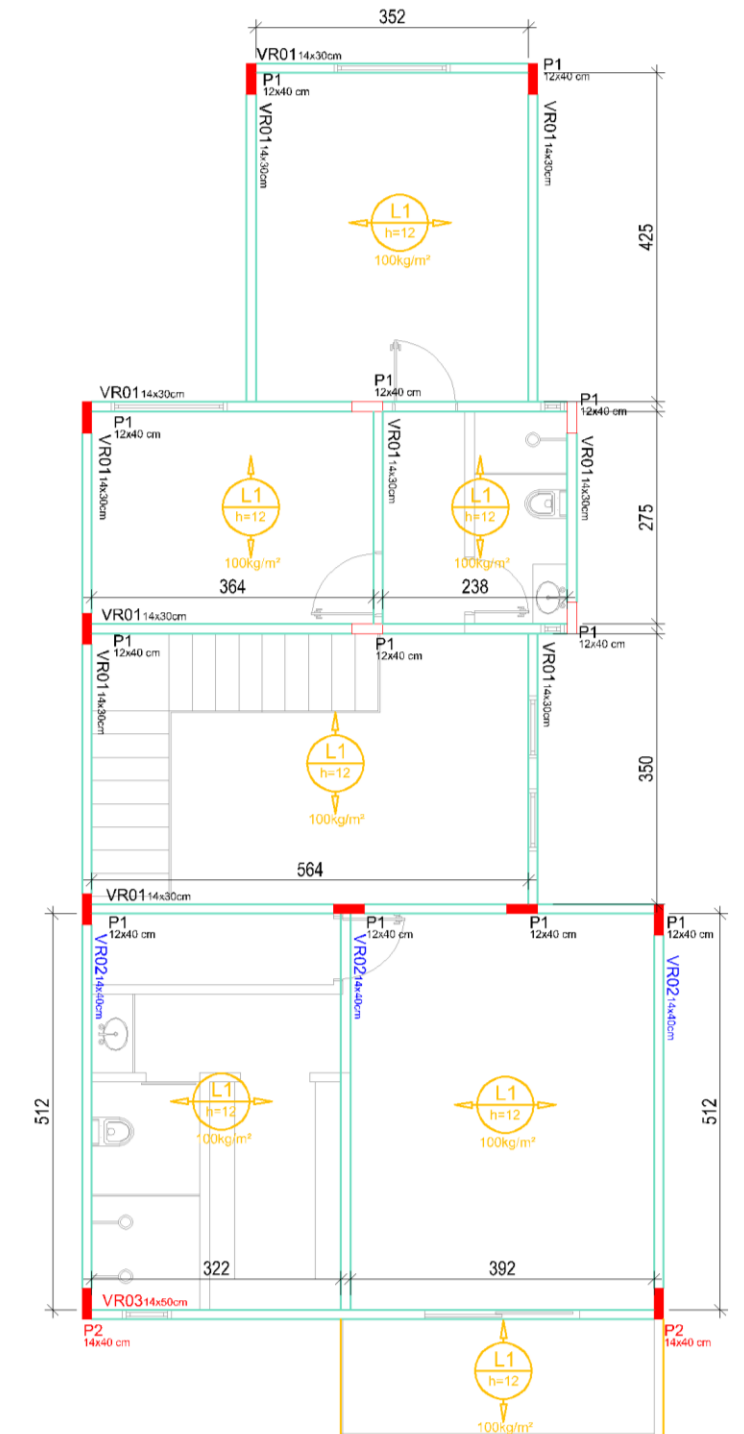 352
VR01 14x30cm
P1
12x40 cm
P1
12x40 cm
VR01 14x30cm
VR01 14x30cm
L1
h=12
100kg/m²
425
P1
12x40 cm
VR01 14x30cm
P1
12x40 cm
P1
12x40 cm
VR01 14x30cm
VR01 14x30cm
VR01 14x30cm
L1
h=12
100kg/m²
L1
h=12
100kg/m²
275
364
238
VR01 14x30cm
P1
12x40 cm
P1
12x40 cm
P1
12x40 cm
VR01 14x30cm
VR01 14x30cm
L1
h=12
100kg/m²
350
564
VR01 14x30cm
P1
12x40 cm
P1
12x40 cm
P1
12x40 cm
P1
12x40 cm
VR02 14x40cm
VR02 14x40cm
VR02 14x40cm
512
L1
h=12
100kg/m²
L1
h=12
100kg/m²
512
322
392
VR03 14x50cm
P2
14x40 cm
P2
14x40 cm
L1
h=12
100kg/m²